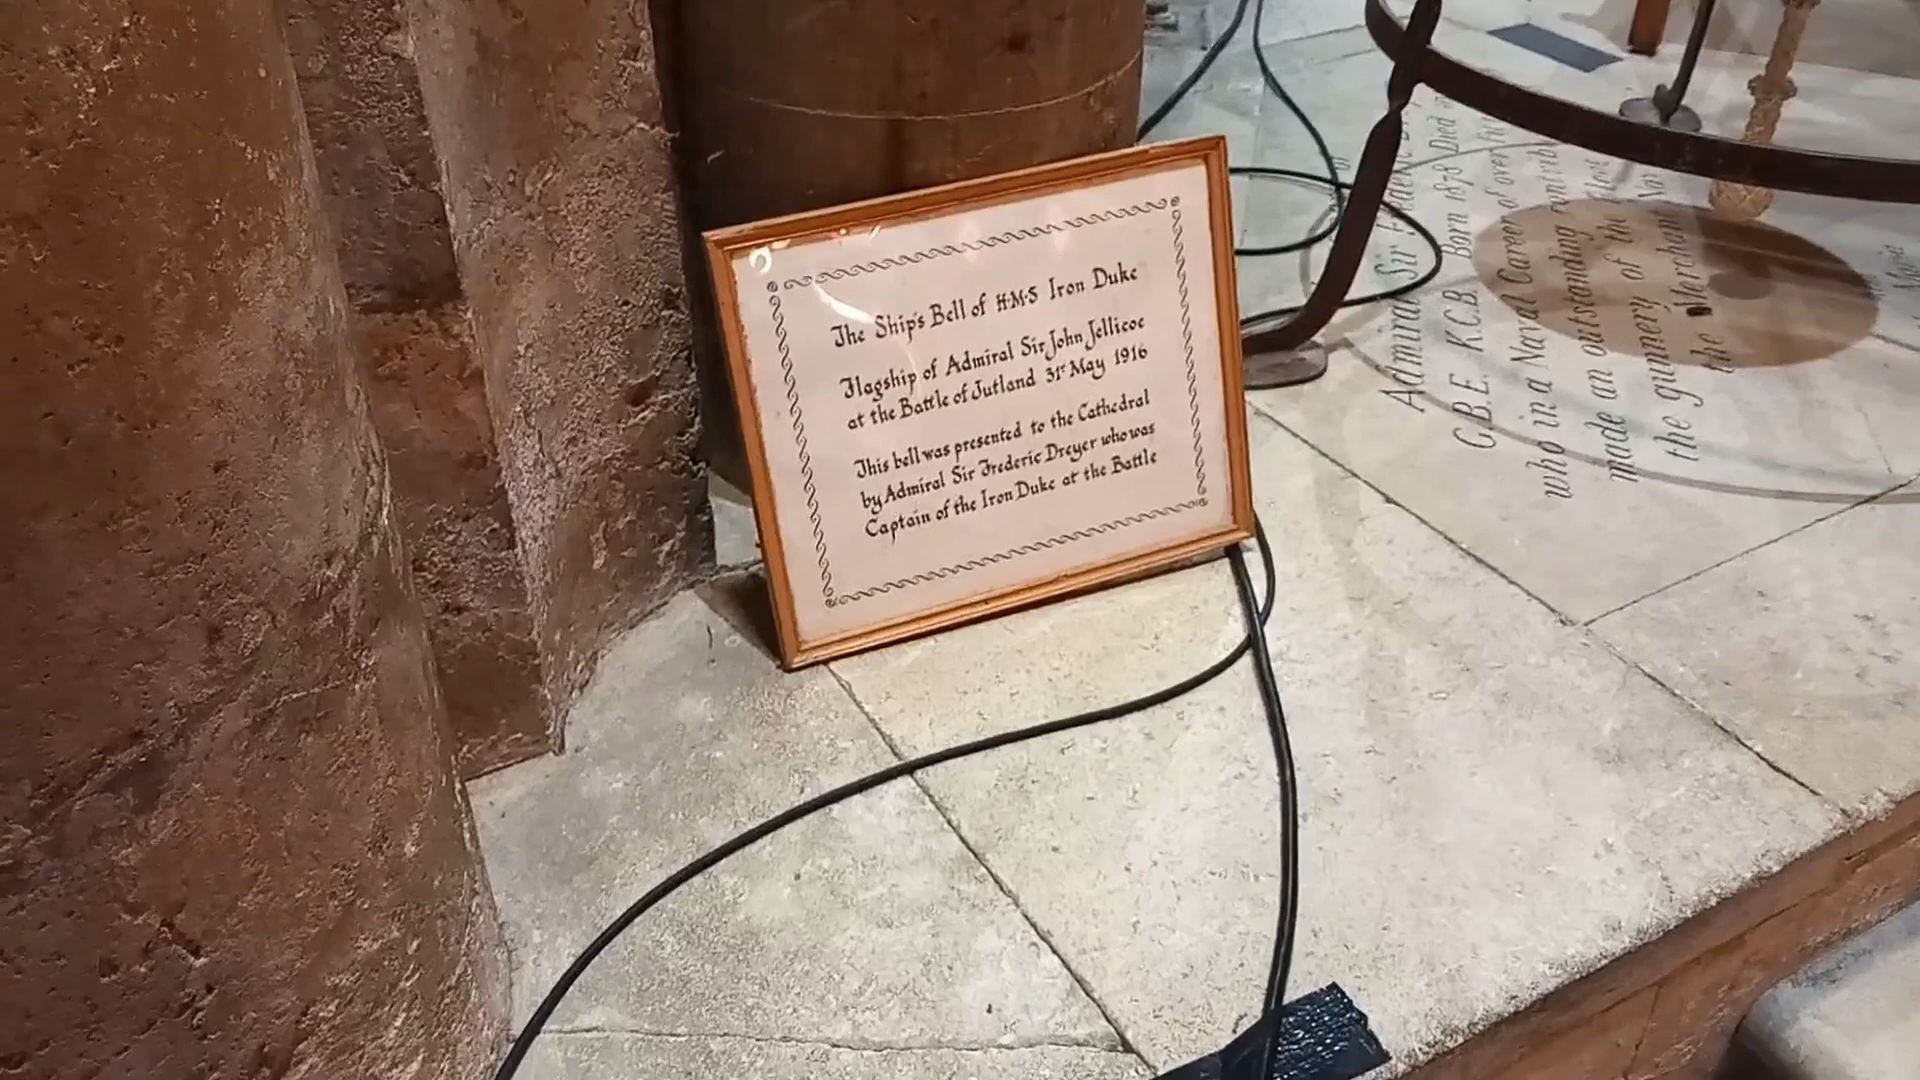 The Ship's Bell of H·M·S Iron Duke
Flagship of Admiral Sir John Jellicoe
at the Battle of Jutland 31st May 1916
This bell was presented to the Cathedral
by Admiral Sir Frederic Dreyer who was
Captain of the Iron Duke at the Battle
Admiral Sir
G.B.E. K.C.B. Born 1878 Died
who in a Naval Career of over
made an outstanding
the gunnery of the
the Merchant